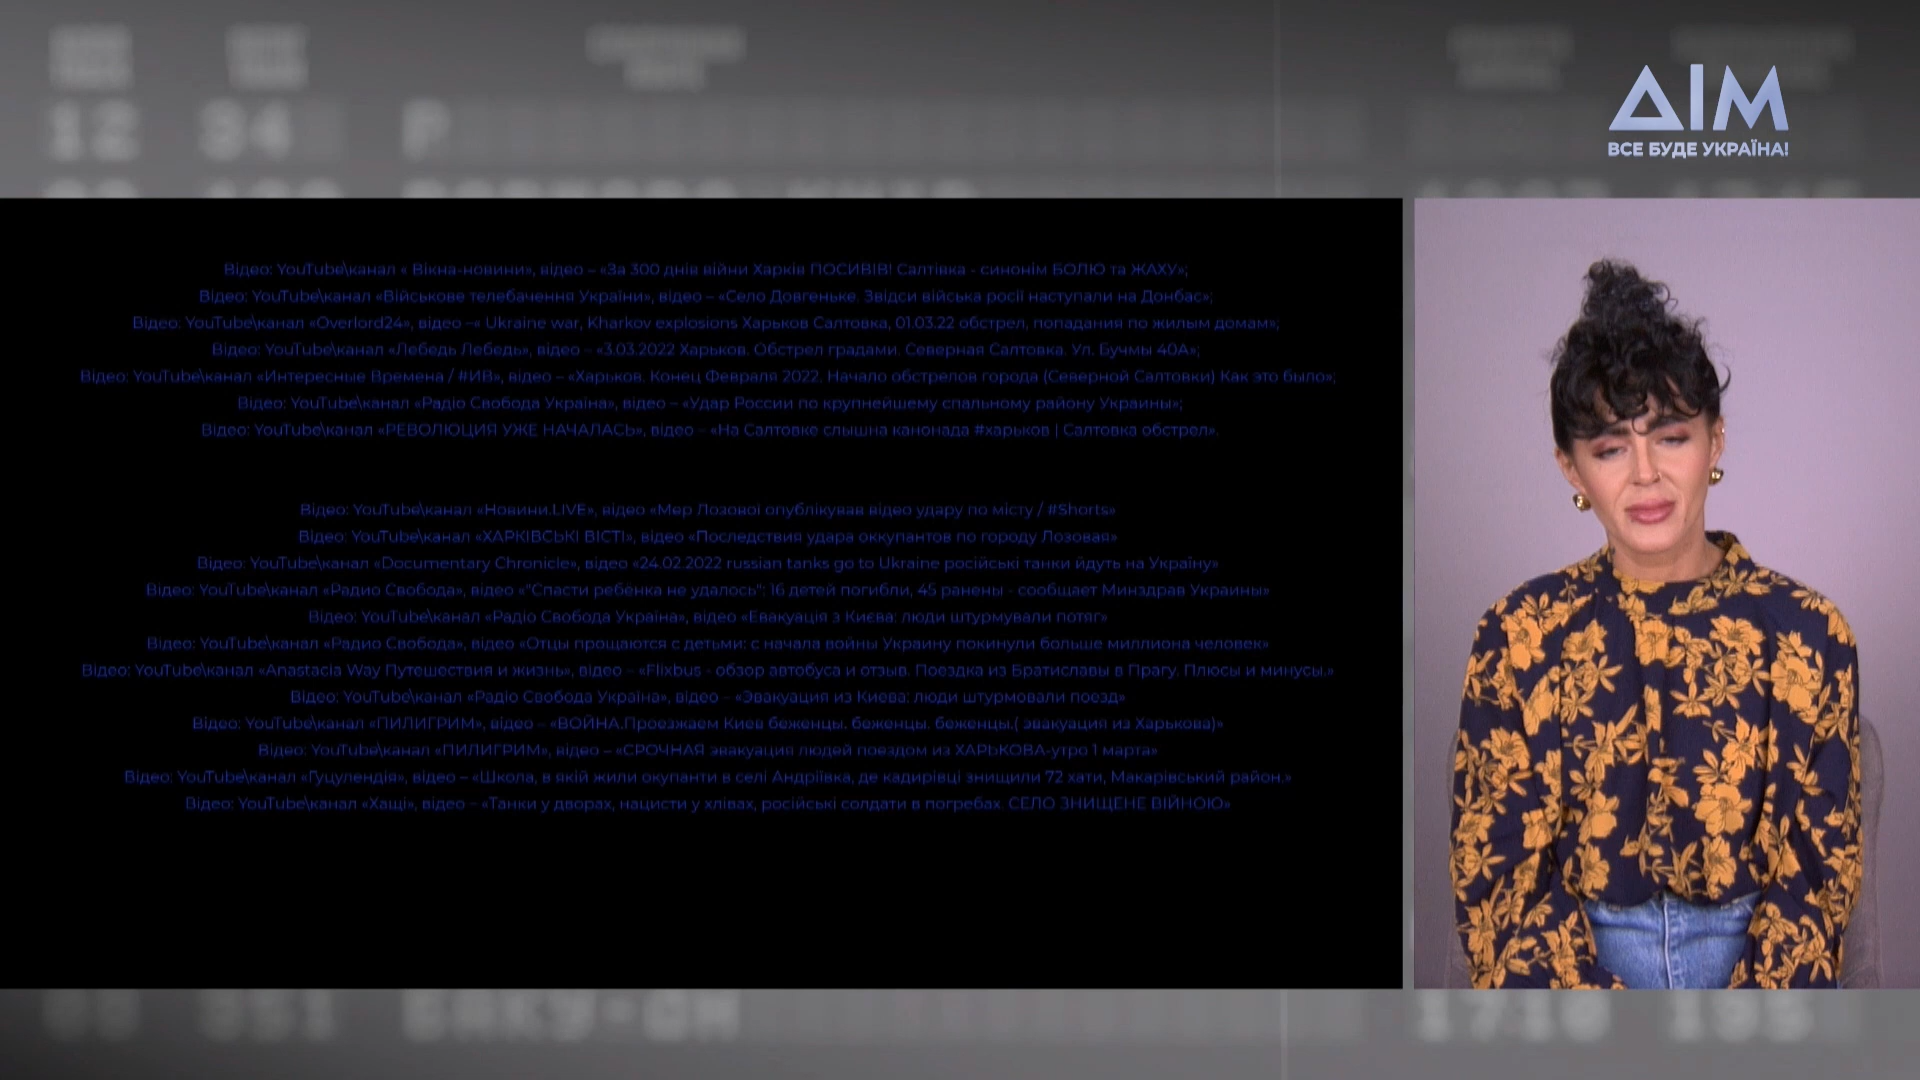 12 34 Р
ДІМ
ВСЕ БУДЕ УКРАЇНА!
Відео: YouTube\канал « Вікна-новини», відео – «За 300 днів війни Харків ПОСИВІВ! Салтівка - синонім БОЛЮ та ЖАХУ»;
Відео: YouTube\канал «Військове телебачення України», відео – «Село Довгеньке. Звідси війська росії наступали на Донбас»;
Відео: YouTube\канал «Overlord24», відео –« Ukraine war, Kharkov explosions Харьков Салтовка, 01.03.22 обстрел, попадания по жилым домам»;
Відео: YouTube\канал «Лебедь Лебедь», відео – «3.03.2022 Харьков. Обстрел градами. Северная Салтовка. Ул. Бучмы 40А»;
Відео: YouTube\канал «Интересные Времена / #ИВ», відео – «Харьков. Конец Февраля 2022. Начало обстрелов города (Северной Салтовки) Как это было»;
Відео: YouTube\канал «Радіо Свобода Україна», відео – «Удар России по крупнейшему спальному району Украины»;
Відео: YouTube\канал «РЕВОЛЮЦИЯ УЖЕ НАЧАЛАСЬ», відео – «На Салтовке слышна канонада #харьков | Салтовка обстрел».
Відео: YouTube\канал «Новини.LIVE», відео «Мер Лозової опублікував відео удару по місту / #Shorts»
Відео: YouTube\канал «ХАРКІВСЬКІ ВІСТІ», відео «Последствия удара оккупантов по городу Лозовая»
Відео: YouTube\канал «Documentary Chronicle», відео «24.02.2022 russian tanks go to Ukraine російські танки йдуть на Україну»
Відео: YouTube\канал «Радио Свобода», відео «"Спасти ребенка не удалось": 16 детей погибли, 45 ранены - сообщает Минздрав Украины»
Відео: YouTube\канал «Радіо Свобода Україна», відео «Евакуація з Києва: люди штурмували потяг»
Відео: YouTube\канал «Радио Свобода», відео «Отцы прощаются с детьми: с начала войны Украину покинули больше миллиона человек»
Відео: YouTube\канал «Anastacia Way Путешествия и жизнь», відео – «Flixbus - обзор автобуса и отзыв. Поездка из Братиславы в Прагу. Плюсы и минусы.»
Відео: YouTube\канал «Радіо Свобода Україна», відео – «Эвакуация из Киева: люди штурмовали поезд»
Відео: YouTube\канал «ПИЛИГРИМ», відео – «ВОЙНА.Проезжаем Киев беженцы. беженцы. беженцы.( эвакуация из Харькова)»
Відео: YouTube\канал «ПИЛИГРИМ», відео – «СРОЧНАЯ эвакуация людей поездом из ХАРЬКОВА-утро 1 марта»
Відео: YouTube\канал «Гуцулендія», відео – «Школа, в якій жили окупанти в селі Андріївка, де кадирівці знищили 72 хати, Макарівський район.»
Відео: YouTube\канал «Хащі», відео – «Танки у дворах, нацисти у хлівах, російські солдати в погребах. СЕЛО ЗНИЩЕНЕ ВІЙНОЮ»